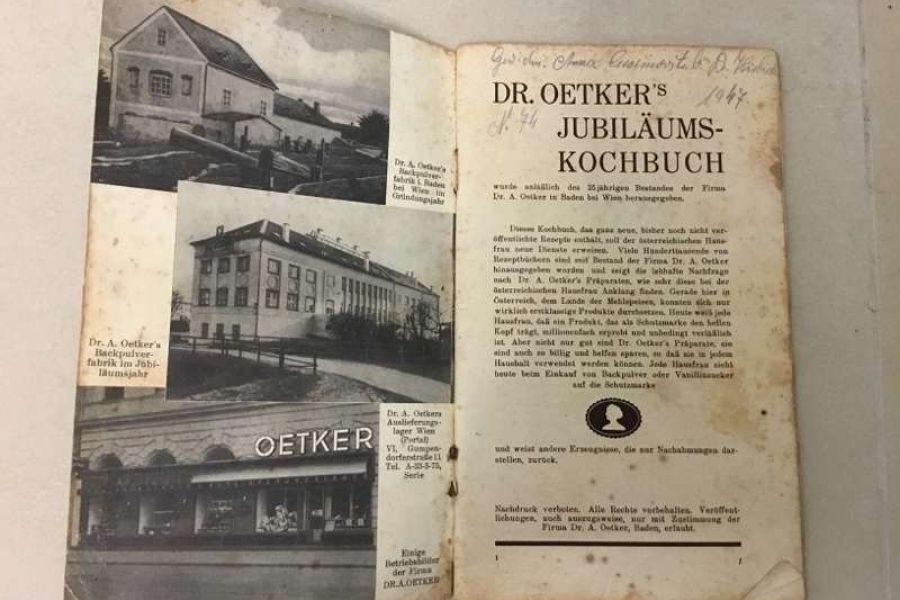 Dr. A. Oetker's
Backpulver-
fabrik i. Baden
bei Wien im
Gründungsjahr
Dr. A. Oetker's
Backpulver-
fabrik im Jubi-
läumsjahr
OETKER
Dr. A. Oetkers
Auslieferungs-
lager Wien
(Portal)
VI, Gumpen-
dorferstraße 11
Tel. A-33-5-75,
Serie
Einige
Betriebsbilder
der Firma
DR.A.OETKER
Anna
1947.
N. 74
DR. OETKER'S
JUBILÄUMS-
KOCHBUCH
wurde anläßlich des 25jährigen Bestandes der Firma
Dr. A. Oetker in Baden bei Wien herausgegeben.
Dieses Kochbuch, das ganz neue, bisher noch nicht ver-
öffentlichte Rezepte enthält, soll der österreichischen Haus-
frau neue Dienste erweisen. Viele Hunderttausende von
Rezeptbüchern sind seit Bestand der Firma Dr. A. Oetker
hinausgegeben worden und zeigt die lebhafte Nachfrage
nach Dr. A. Oetker's Präparaten, wie sehr diese bei der
österreichischen Hausfrau Anklang finden. Gerade hier in
Österreich, dem Lande der Mehlspeisen, konnten sich nur
wirklich erstklassige Produkte durchsetzen. Heute weiß jede
Hausfrau, daß ein Produkt, das als Schutzmarke den hellen
Kopf trägt, millionenfach erprobt und unbedingt verläßlich
ist. Aber nicht nur gut sind Dr. Oetker's Präparate, sie
sind auch so billig und helfen sparen, so daß sie in jedem
Haushalt verwendet werden können. Jede Hausfrau sieht
heute beim Einkauf von Backpulver oder Vanillinzucker
auf die Schutzmarke
und weist andere Erzeugnisse, die nur Nachahmungen dar-
stellen, zurück.
Nachdruck verboten. Alle Rechte vorbehalten. Veröffent-
lichungen, auch auszugsweise, nur mit Zustimmung der
Firma Dr. A. Oetker, Baden, erlaubt.
1 1